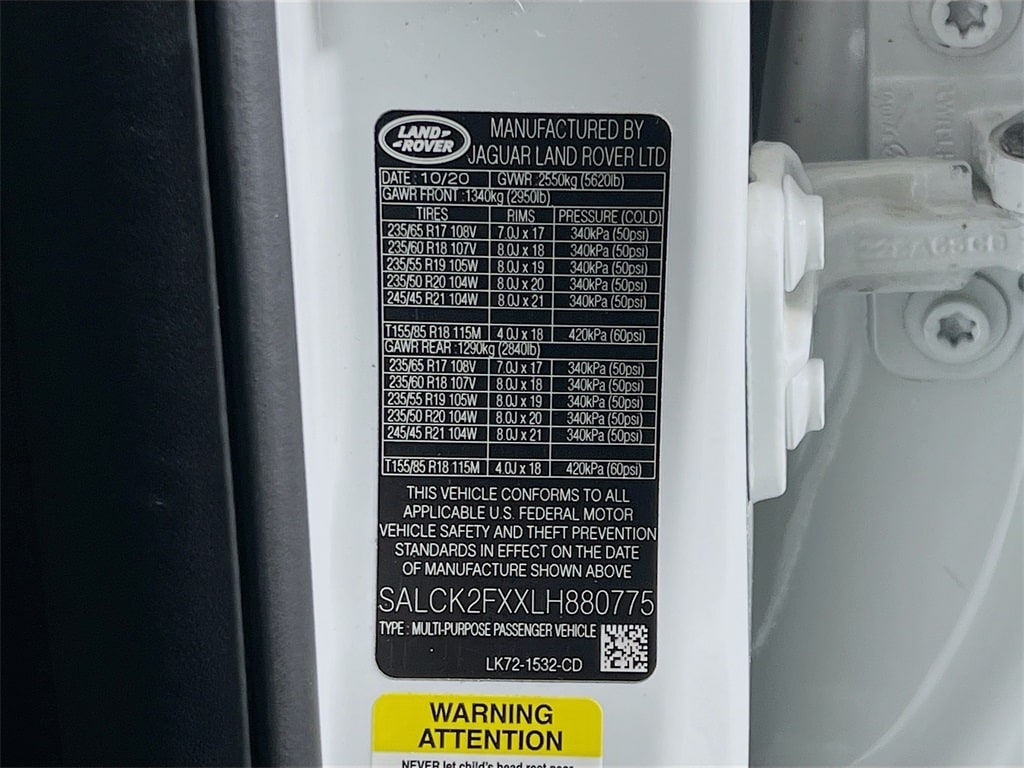 LAND-
-ROVER
MANUFACTURED BY
JAGUAR LAND ROVER LTD
DATE : 10/20 GVWR :2550kg (5620lb)
GAWR FRONT :1340kg (2950lb)
TIRES RIMS PRESSURE (COLD)
235/65 R17 108V 7.0J x 17 340kPa (50psi)
235/60 R18 107V 8.0J x 18 340kPa (50psi)
235/55 R19 105W 8.0J x 19 340kPa (50psi)
235/50 R20 104W 8.0J x 20 340kPa (50psi)
245/45 R21 104W 8.0J x 21 340kPa (50psi)
T155/85 R18 115M 4.0J x 18 420kPa (60psi)
GAWR REAR :1290kg (2840lb)
235/65 R17 108V 7.0J x 17 340kPa (50psi)
235/60 R18 107V 8.0J x 18 340kPa (50psi)
235/55 R19 105W 8.0J x 19 340kPa (50psi)
235/50 R20 104W 8.0J x 20 340kPa (50psi)
245/45 R21 104W 8.0J x 21 340kPa (50psi)
T155/85 R18 115M 4.0J x 18 420kPa (60psi)
THIS VEHICLE CONFORMS TO ALL
APPLICABLE U.S. FEDERAL MOTOR
VEHICLE SAFETY AND THEFT PREVENTION
STANDARDS IN EFFECT ON THE DATE
OF MANUFACTURE SHOWN ABOVE
SALCK2FXXLH880775
TYPE : MULTI-PURPOSE PASSENGER VEHICLE
LK72-1532-CD
WARNING
ATTENTION
NEVER let child's head rest near